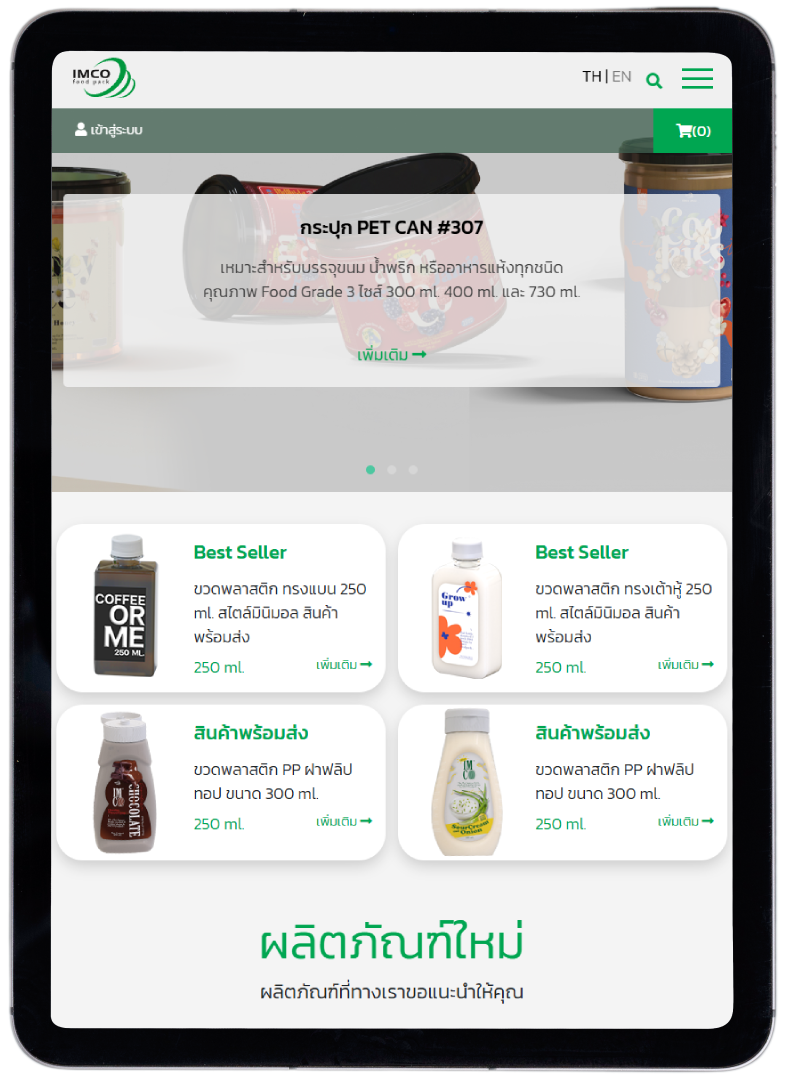 IMCO
food pack
TH | EN
เข้าสู่ระบบ
(0)
กระปุก PET CAN #307
เหมาะสำหรับบรรจุขนม น้ำพริก หรืออาหารแห้งทุกชนิด
คุณภาพ Food Grade 3 ไซส์ 300 ml. 400 ml. และ 730 ml.
เพิ่มเติม
Best Seller
ขวดพลาสติก ทรงแบน 250
ml. สไตล์มินิมอล สินค้า
พร้อมส่ง
250 ml.
เพิ่มเติม
COFFEE
OR
ME
250 ML.
Best Seller
ขวดพลาสติก ทรงเต้าหู้ 250
ml. สไตล์มินิมอล สินค้า
พร้อมส่ง
250 ml.
เพิ่มเติม
Grow
up
สินค้าพร้อมส่ง
ขวดพลาสติก PP ฝาฟลิป
ทอป ขนาด 300 ml.
250 ml.
เพิ่มเติม
IM
CO
CHOCOLATE
สินค้าพร้อมส่ง
ขวดพลาสติก PP ฝาฟลิป
ทอป ขนาด 300 ml.
250 ml.
เพิ่มเติม
IM
CO
Sour Cream
Onion
ผลิตภัณฑ์ใหม่
ผลิตภัณฑ์ที่ทางเราขอแนะนำให้คุณ